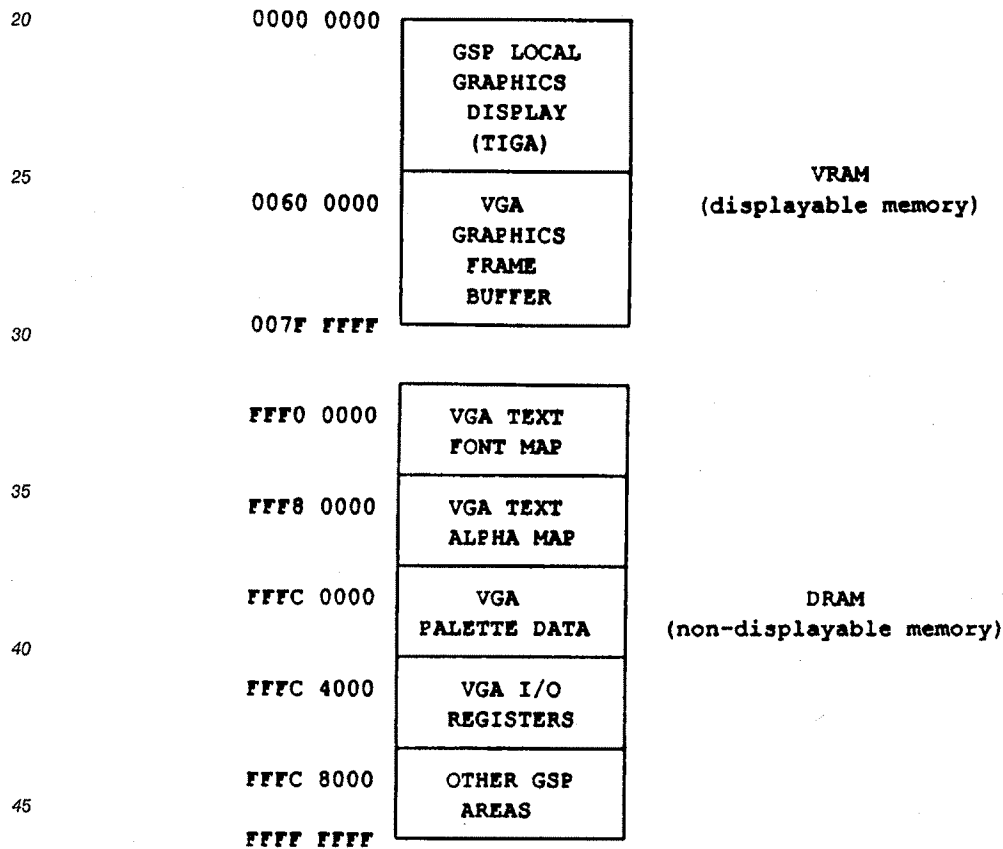 20
0000 0000
GSP LOCAL
GRAPHICS
DISPLAY
(TIGA)
25
VRAM
0060 0000 VGA (displayable memory)
GRAPHICS
FRAME
BUFFER
007F FFFF
30
FFF0 0000 VGA TEXT
FONT MAP
35
FFF8 0000 VGA TEXT
ALPHA MAP
FFFC 0000 VGA DRAM
PALETTE DATA (non-displayable memory)
40
FFFC 4000 VGA I/O
REGISTERS
FFFC 8000 OTHER GSP
AREAS
45
FFFF FFFF